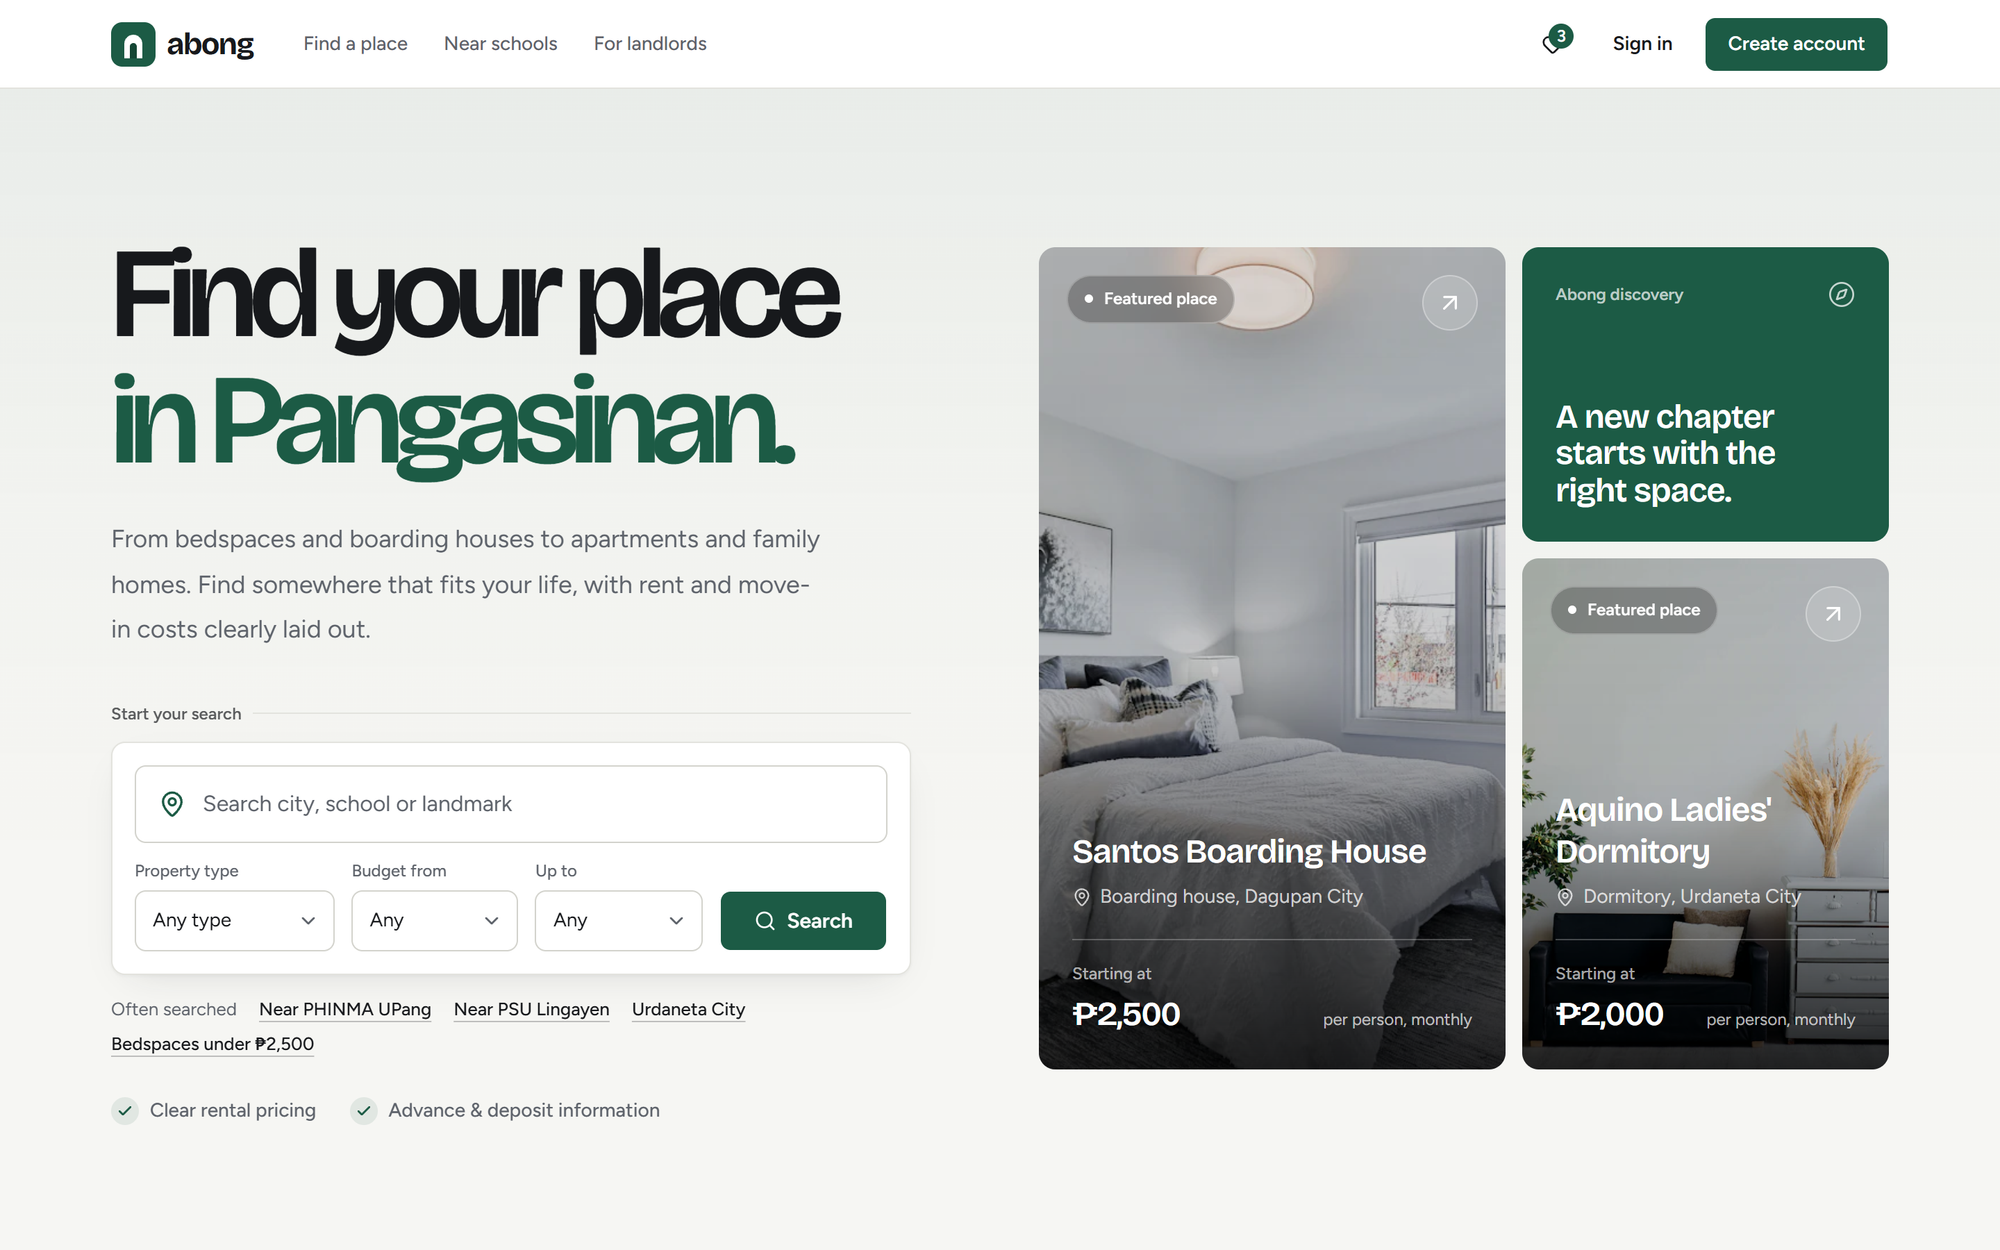 abong
Find a place
Near schools
For landlords
3
Sign in
Create account
Find your place
in Pangasinan.
From bedspaces and boarding houses to apartments and family
homes. Find somewhere that fits your life, with rent and move-
in costs clearly laid out.
Start your search
Search city, school or landmark
Property type
Budget from
Up to
Any type
Any
Any
Search
Often searched
Near PHINMA UPang
Near PSU Lingayen
Urdaneta City
Bedspaces under ₱2,500
Clear rental pricing
Advance & deposit information
Featured place
Santos Boarding House
Boarding house, Dagupan City
Starting at
₱2,500
per person, monthly
Abong discovery
A new chapter
starts with the
right space.
Featured place
Aquino Ladies'
Dormitory
Dormitory, Urdaneta City
Starting at
₱2,000
per person, monthly